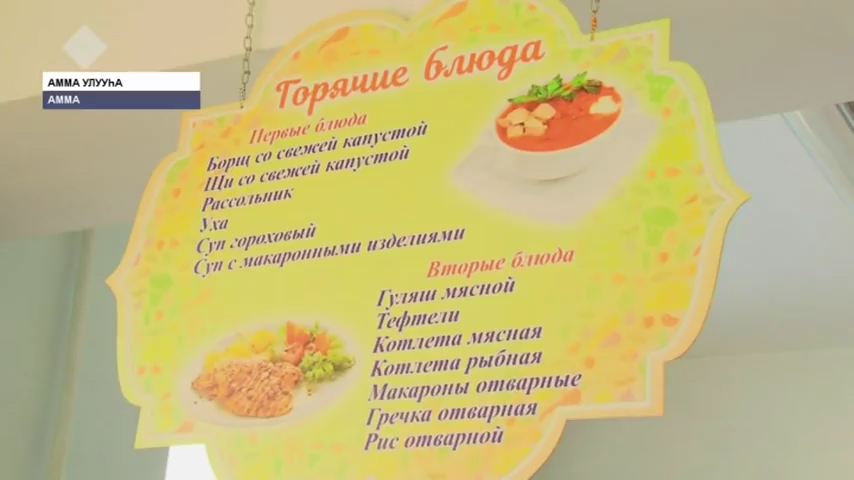 АММА УЛУУҺА
АММА
Горячие блюда
Первые блюда
Борщ со свежей капустой
Щи со свежей капустой
Рассольник
Уха
Суп гороховый
Суп с макаронными изделиями
Вторые блюда
Гуляш мясной
Тефтели
Котлета мясная
Котлета рыбная
Макароны отварные
Гречка отварная
Рис отварной